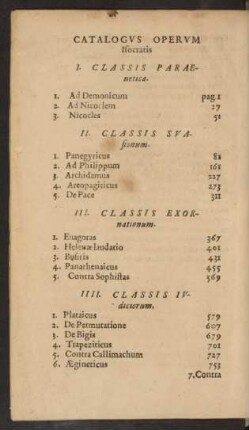 CATALOGVS OPERVM
Isocratis
I. CLASSIS PARAE-
netica.
1. Ad Demonicum pag. 1
2. Ad Nicoclem 27
3. Nicocles 51
II. CLASSIS SVA-
sionum.
1. Panegyricus 82
2. Ad Philippum 161
3. Archidamus 227
4. Areopagiticus 273
5. De Pace 311
III. CLASSIS EXOR-
nationum.
1. Euagoras 367
2. Helenæ laudatio 401
3. Busiris 431
4. Panathenaicus 455
5. Contra Sophistas 569
IIII. CLASSIS IV-
diciorum.
1. Plataicus 579
2. De Permutatione 607
3. De Bigis 679
4. Trapeziticus 701
5. Contra Callimachum 727
6. Ægineticus 753
7. Contra